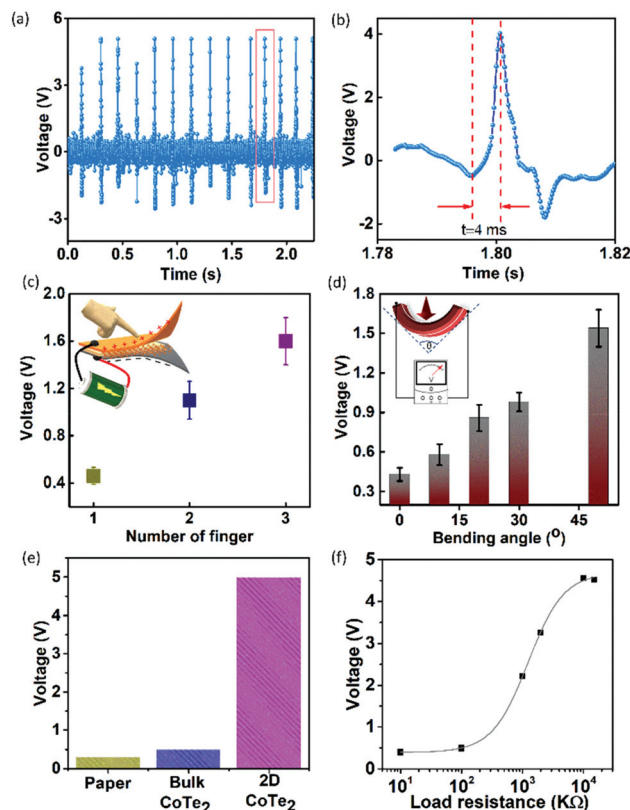 (a)
6
3
0
-3
Voltage (V)
0.0 0.5 1.0 1.5 2.0
Time (s)
(b)
4
2
0
-2
Voltage (V)
t=4 ms
1.78 1.80 1.82
Time (s)
(c)
2.0
1.6
1.2
0.8
0.4
Voltage (V)
1 2 3
Number of finger
(d)
1.8
1.5
1.2
0.9
0.6
0.3
Voltage (V)
θ
V
0 15 30 45
Bending angle (⁰)
(e)
5
4
3
2
1
0
Voltage (V)
Paper Bulk 2D
CoTe₂ CoTe₂
(f)
5
4
3
2
1
0
Voltage (V)
10¹ 10² 10³ 10⁴
Load resistance (KΩ)